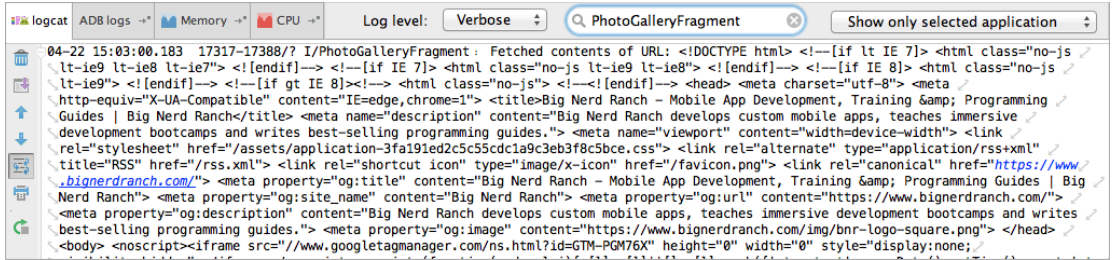 logcat ADB logs Memory CPU Log level: Verbose PhotoGalleryFragment Show only selected application
04-22 15:03:00.183 17317-17388/? I/PhotoGalleryFragment﹕ Fetched contents of URL: <!DOCTYPE html> <!--[if lt IE 7]> <html class="no-js
lt-ie9 lt-ie8 lt-ie7"> <![endif]--> <!--[if IE 7]> <html class="no-js lt-ie9 lt-ie8"> <![endif]--> <!--[if IE 8]> <html class="no-js
lt-ie9"> <![endif]--> <!--[if gt IE 8]><!--> <html class="no-js"> <!--<![endif]--> <head> <meta charset="utf-8"> <meta
http-equiv="X-UA-Compatible" content="IE=edge,chrome=1"> <title>Big Nerd Ranch – Mobile App Development, Training &amp; Programming
Guides | Big Nerd Ranch</title> <meta name="description" content="Big Nerd Ranch develops custom mobile apps, teaches immersive
development bootcamps and writes best-selling programming guides."> <meta name="viewport" content="width=device-width"> <link
rel="stylesheet" href="/assets/application-3fa191ed2c5c55cdc1a9c3eb3f8c5bce.css"> <link rel="alternate" type="application/rss+xml"
title="RSS" href="/rss.xml"> <link rel="shortcut icon" type="image/x-icon" href="/favicon.png"> <link rel="canonical" href="https://www
.bignerdranch.com/"> <meta property="og:title" content="Big Nerd Ranch – Mobile App Development, Training &amp; Programming Guides | Big
Nerd Ranch"> <meta property="og:site_name" content="Big Nerd Ranch"> <meta property="og:url" content="https://www.bignerdranch.com/">
<meta property="og:description" content="Big Nerd Ranch develops custom mobile apps, teaches immersive development bootcamps and writes
best-selling programming guides."> <meta property="og:image" content="https://www.bignerdranch.com/img/bnr-logo-square.png"> </head>
<body> <noscript><iframe src="//www.googletagmanager.com/ns.html?id=GTM-PGM76X" height="0" width="0" style="display:none;